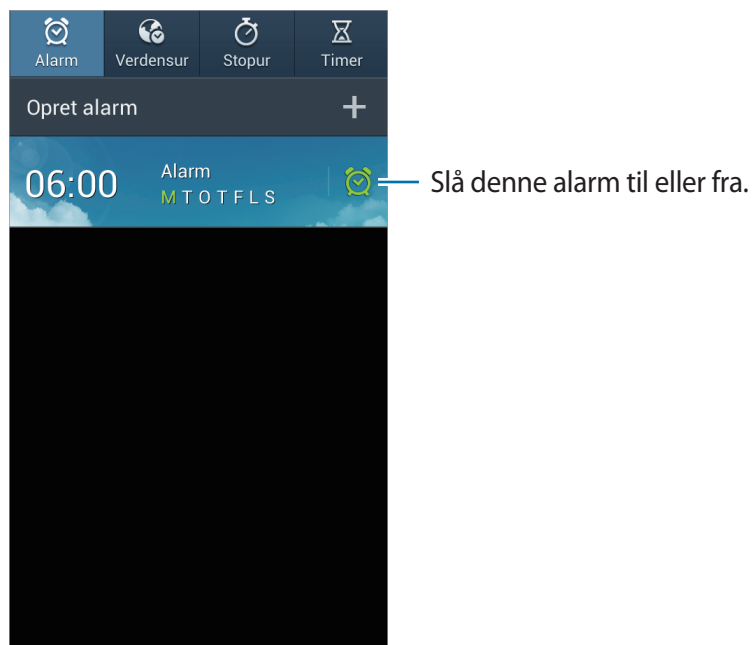 Alarm Verdensur Stopur Timer
Opret alarm
06:00 Alarm
M T O T F L S
Slå denne alarm til eller fra.